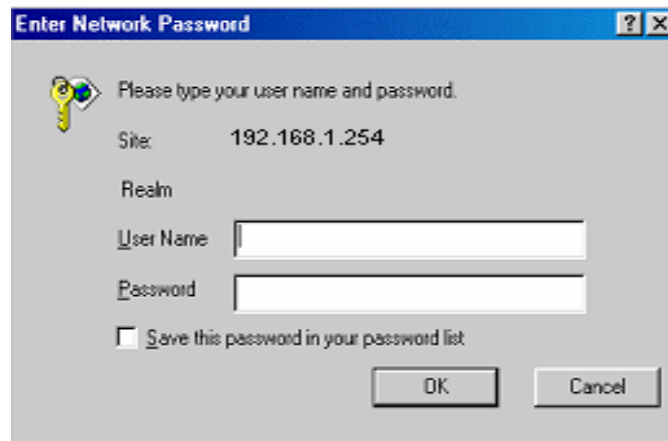 Enter Network Password
? X
Please type your user name and password.
Site: 192.168.1.254
Realm
User Name
Password
Save this password in your password list
OK Cancel